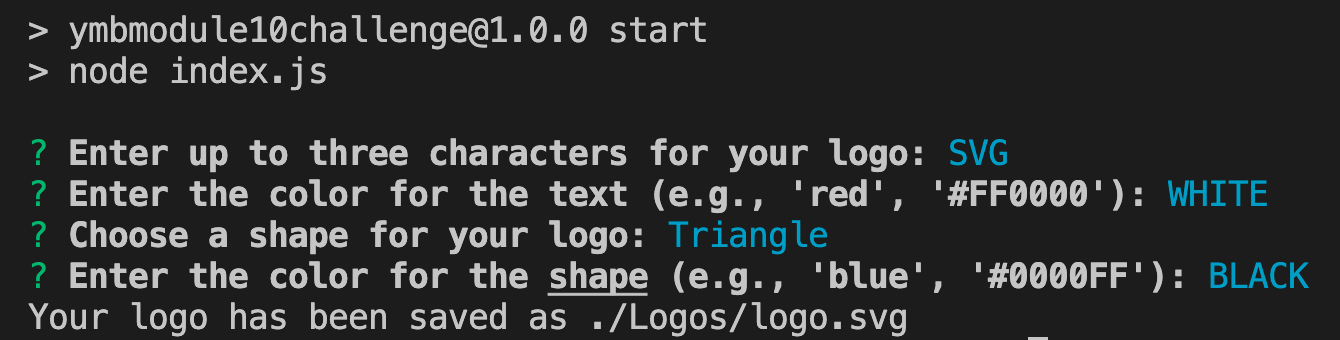 > ymbmodule10challenge@1.0.0 start
> node index.js
? Enter up to three characters for your logo: SVG
? Enter the color for the text (e.g., 'red', '#FF0000'): WHITE
? Choose a shape for your logo: Triangle
? Enter the color for the shape (e.g., 'blue', '#0000FF'): BLACK
Your logo has been saved as ./Logos/logo.svg